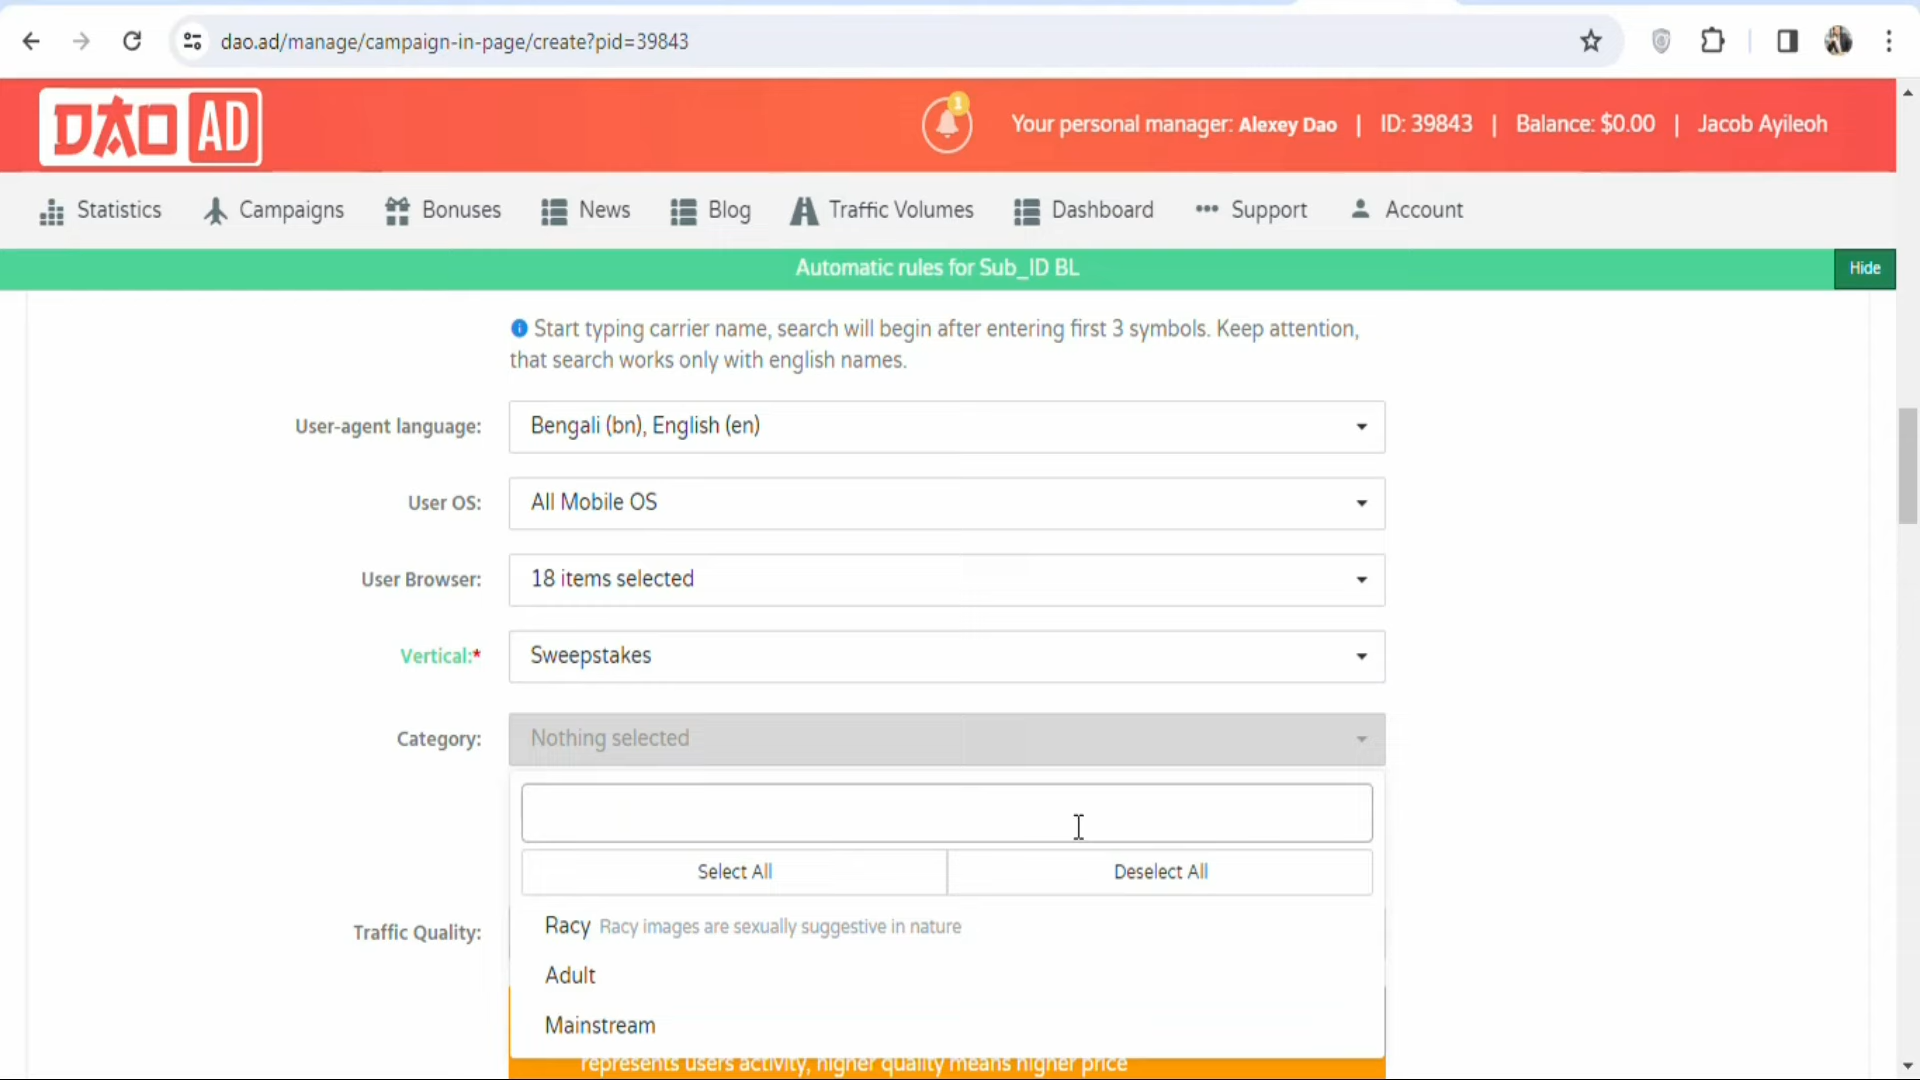 dao.ad/manage/campaign-in-page/create?pid=39843
DAO AD
1
Your personal manager: Alexey Dao | ID: 39843 | Balance: $0.00 | Jacob Ayileoh
Statistics Campaigns Bonuses News Blog Traffic Volumes Dashboard Support Account
Automatic rules for Sub_ID BL
Hide
Start typing carrier name, search will begin after entering first 3 symbols. Keep attention,
that search works only with english names.
User-agent language: Bengali (bn), English (en)
User OS: All Mobile OS
User Browser: 18 items selected
Vertical:* Sweepstakes
Category: Nothing selected
Select All Deselect All
Racy Racy images are sexually suggestive in nature
Traffic Quality:
Adult
Mainstream
represents users activity, higher quality means higher price